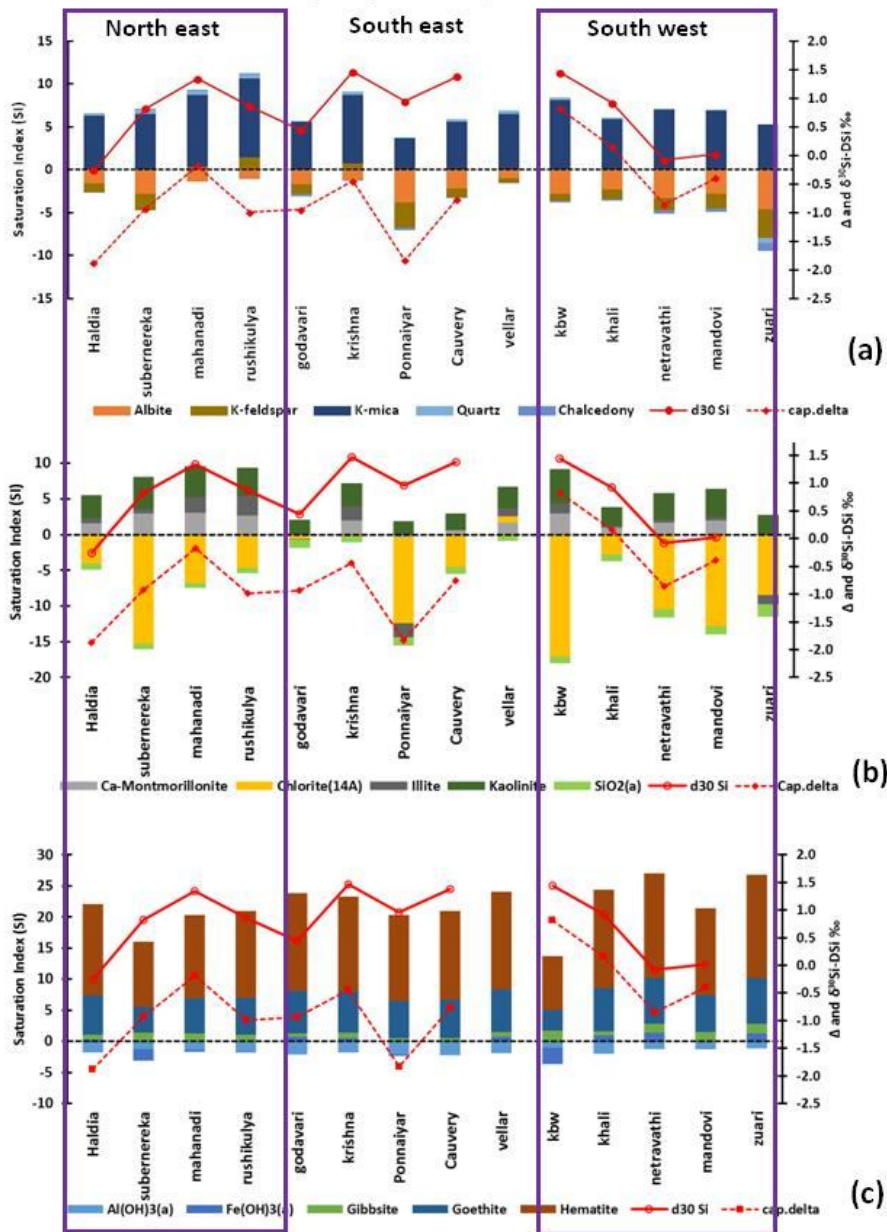 North east
South east
South west
15
10
5
0
-5
-10
-15
Saturation Index (SI)
2.0
1.5
1.0
0.5
0.0
-0.5
-1.0
-1.5
-2.0
-2.5
Δ and δ³⁰Si-DSi ‰
Haldia
subernereka
mahanadi
rushikulya
godavari
krishna
Ponnaiyar
Cauvery
vellar
kbw
khali
netravathi
mandovi
zuari
(a)
Albite K-feldspar K-mica Quartz Chalcedony d30 Si cap.delta
10
5
0
-5
-10
-15
-20
Saturation Index (SI)
1.5
1.0
0.5
0.0
-0.5
-1.0
-1.5
-2.0
-2.5
Δ and δ³⁰Si-DSi ‰
Haldia
subernereka
mahanadi
rushikulya
godavari
krishna
Ponnaiyar
Cauvery
vellar
kbw
khali
netravathi
mandovi
zuari
(b)
Ca-Montmorillonite Chlorite(14A) Illite Kaolinite SiO2(a) d30 Si Cap.delta
30
25
20
15
10
5
0
-5
-10
Saturation Index (SI)
2.0
1.5
1.0
0.5
0.0
-0.5
-1.0
-1.5
-2.0
-2.5
Δ and δ³⁰Si-DSi ‰
Haldia
subernereka
mahanadi
rushikulya
godavari
krishna
Ponnaiyar
Cauvery
vellar
kbw
khali
netravathi
mandovi
zuari
(c)
Al(OH)3(a) Fe(OH)3(a) Gibbsite Goethite Hematite d30 Si cap.delta